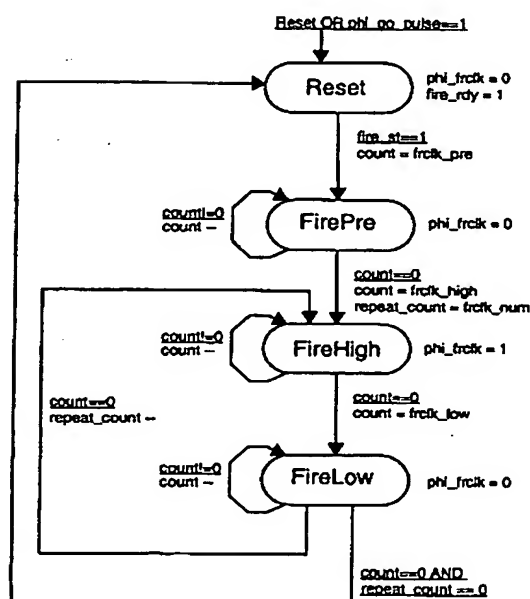 Reset OR phi_go_pulse==1
Reset
phi_frclk = 0
fire_rdy = 1
fire_st==1
count = frclk_pre
count!=0
count --
FirePre
phi_frclk = 0
count==0
count = frclk_high
repeat_count = frclk_num
count!=0
count --
FireHigh
phi_frclk = 1
count==0
repeat_count --
count==0
count = frclk_low
count!=0
count --
FireLow
phi_frclk = 0
count==0 AND
repeat_count == 0